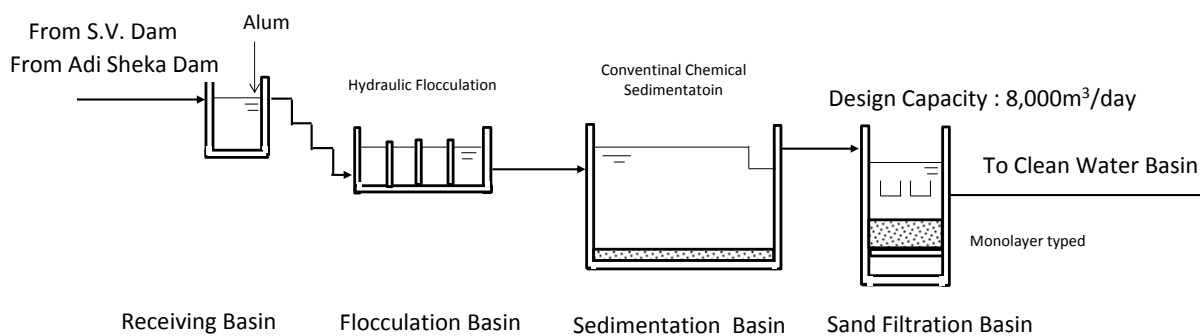 From S.V. Dam
From Adi Sheka Dam
Alum
Hydraulic Flocculation
Conventinal Chemical
Sedimentatoin
Design Capacity : 8,000m³/day
To Clean Water Basin
Monolayer typed
Receiving Basin
Flocculation Basin
Sedimentation Basin
Sand Filtration Basin